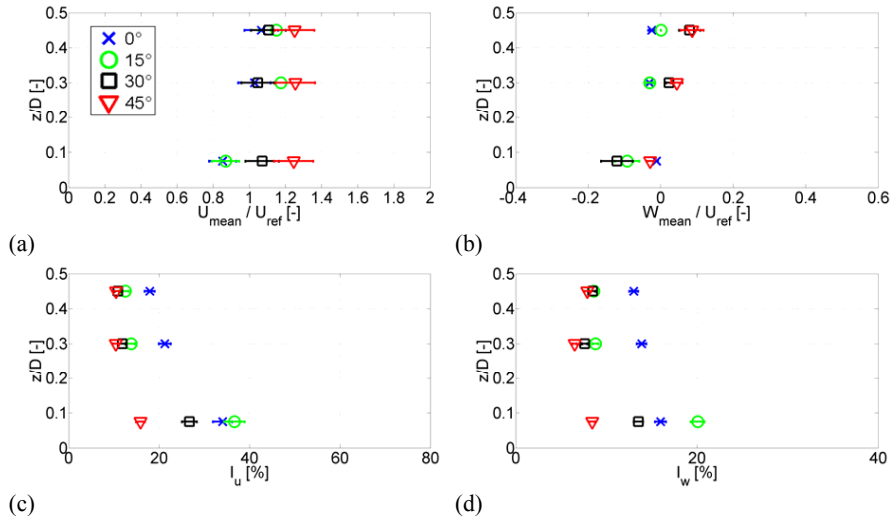 0.5
0.4
0.3
0.2
0.1
0
z/D [-]
0°
15°
30°
45°
0 0.2 0.4 0.6 0.8 1 1.2 1.4 1.6 1.8 2
U_mean / U_ref [-]
(a)
0.5
0.4
0.3
0.2
0.1
0
z/D [-]
-0.4 -0.2 0 0.2 0.4 0.6
W_mean / U_ref [-]
(b)
0.5
0.4
0.3
0.2
0.1
0
z/D [-]
0 20 40 60 80
I_u [%]
(c)
0.5
0.4
0.3
0.2
0.1
0
z/D [-]
0 20 40
I_w [%]
(d)